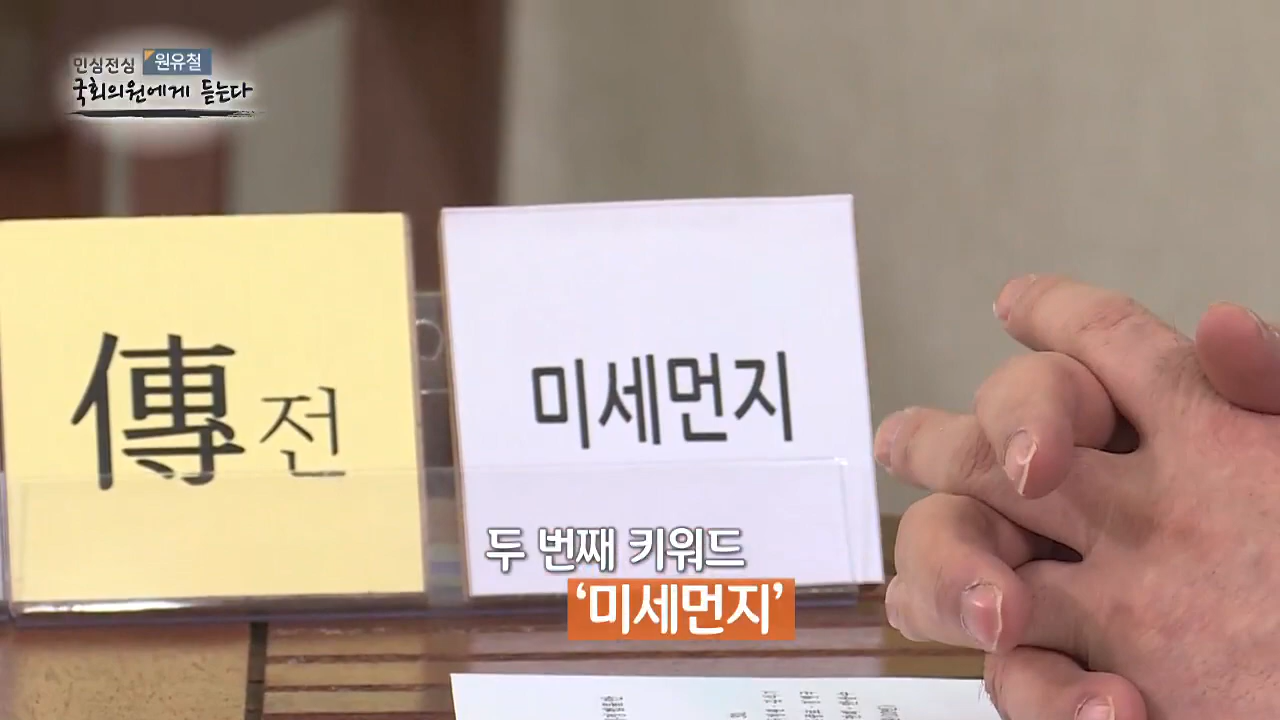 민심전심 원유철
국회의원에게 듣는다
傳 전
미세먼지
두 번째 키워드
‘미세먼지’